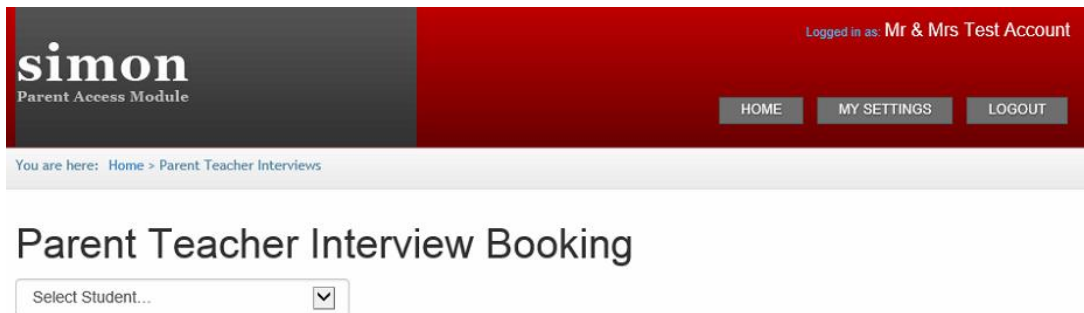 Logged in as: Mr & Mrs Test Account
simon
Parent Access Module
HOME MY SETTINGS LOGOUT
You are here: Home > Parent Teacher Interviews
Parent Teacher Interview Booking
Select Student...